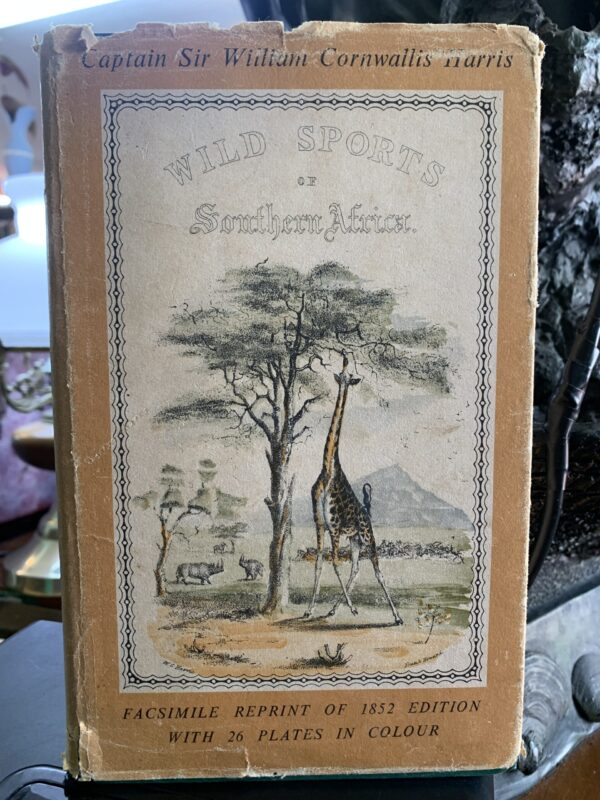 Captain Sir William Cornwallis Harris
WILD SPORTS
OF
Southern Africa.
FACSIMILE REPRINT OF 1852 EDITION
WITH 26 PLATES IN COLOUR